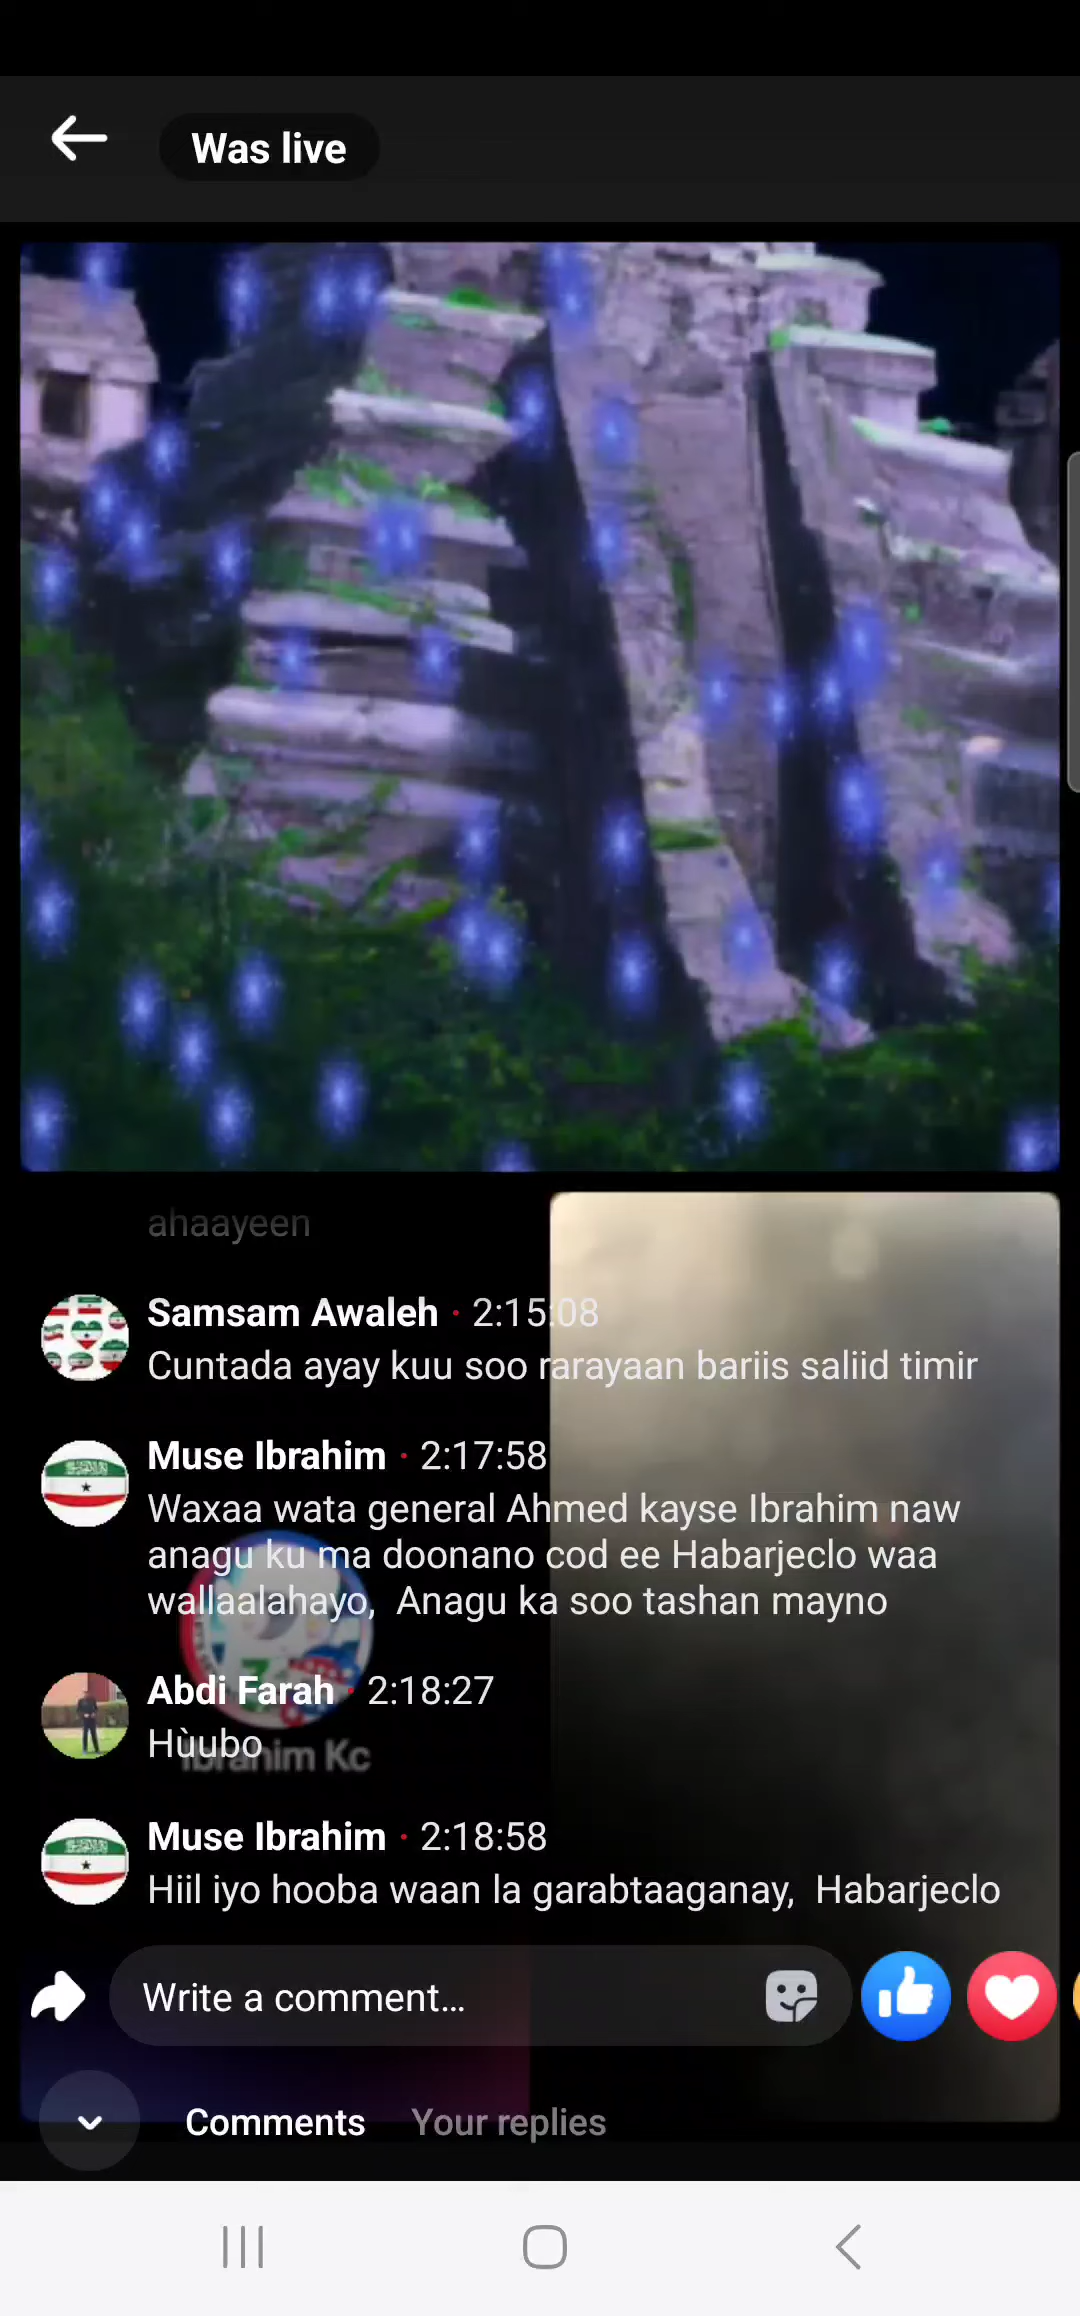 Was live
ahaayeen
Samsam Awaleh · 2:15:08
Cuntada ayay kuu soo rarayaan bariis saliid timir
Muse Ibrahim · 2:17:58
Waxaa wata general Ahmed kayse Ibrahim naw
anagu ku ma doonano cod ee Habarjeclo waa
wallaalahayo,  Anagu ka soo tashan mayno
Abdi Farah · 2:18:27
Hùubo
Ibrahim Kc
Muse Ibrahim · 2:18:58
Hiil iyo hooba waan la garabtaaganay,  Habarjeclo
Write a comment...
Comments Your replies